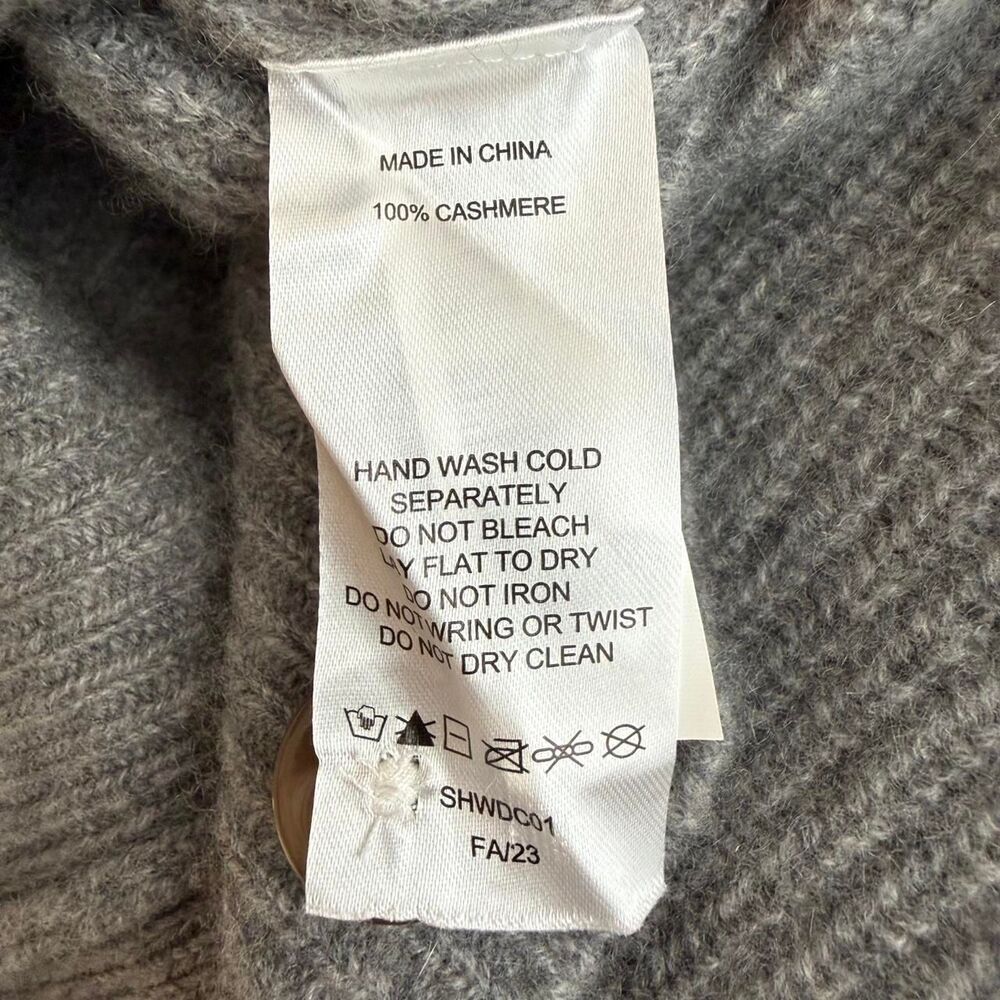 MADE IN CHINA
100% CASHMERE
HAND WASH COLD
SEPARATELY
DO NOT BLEACH
LAY FLAT TO DRY
DO NOT IRON
DO NOT WRING OR TWIST
DO NOT DRY CLEAN
SHWDC01
FA/23